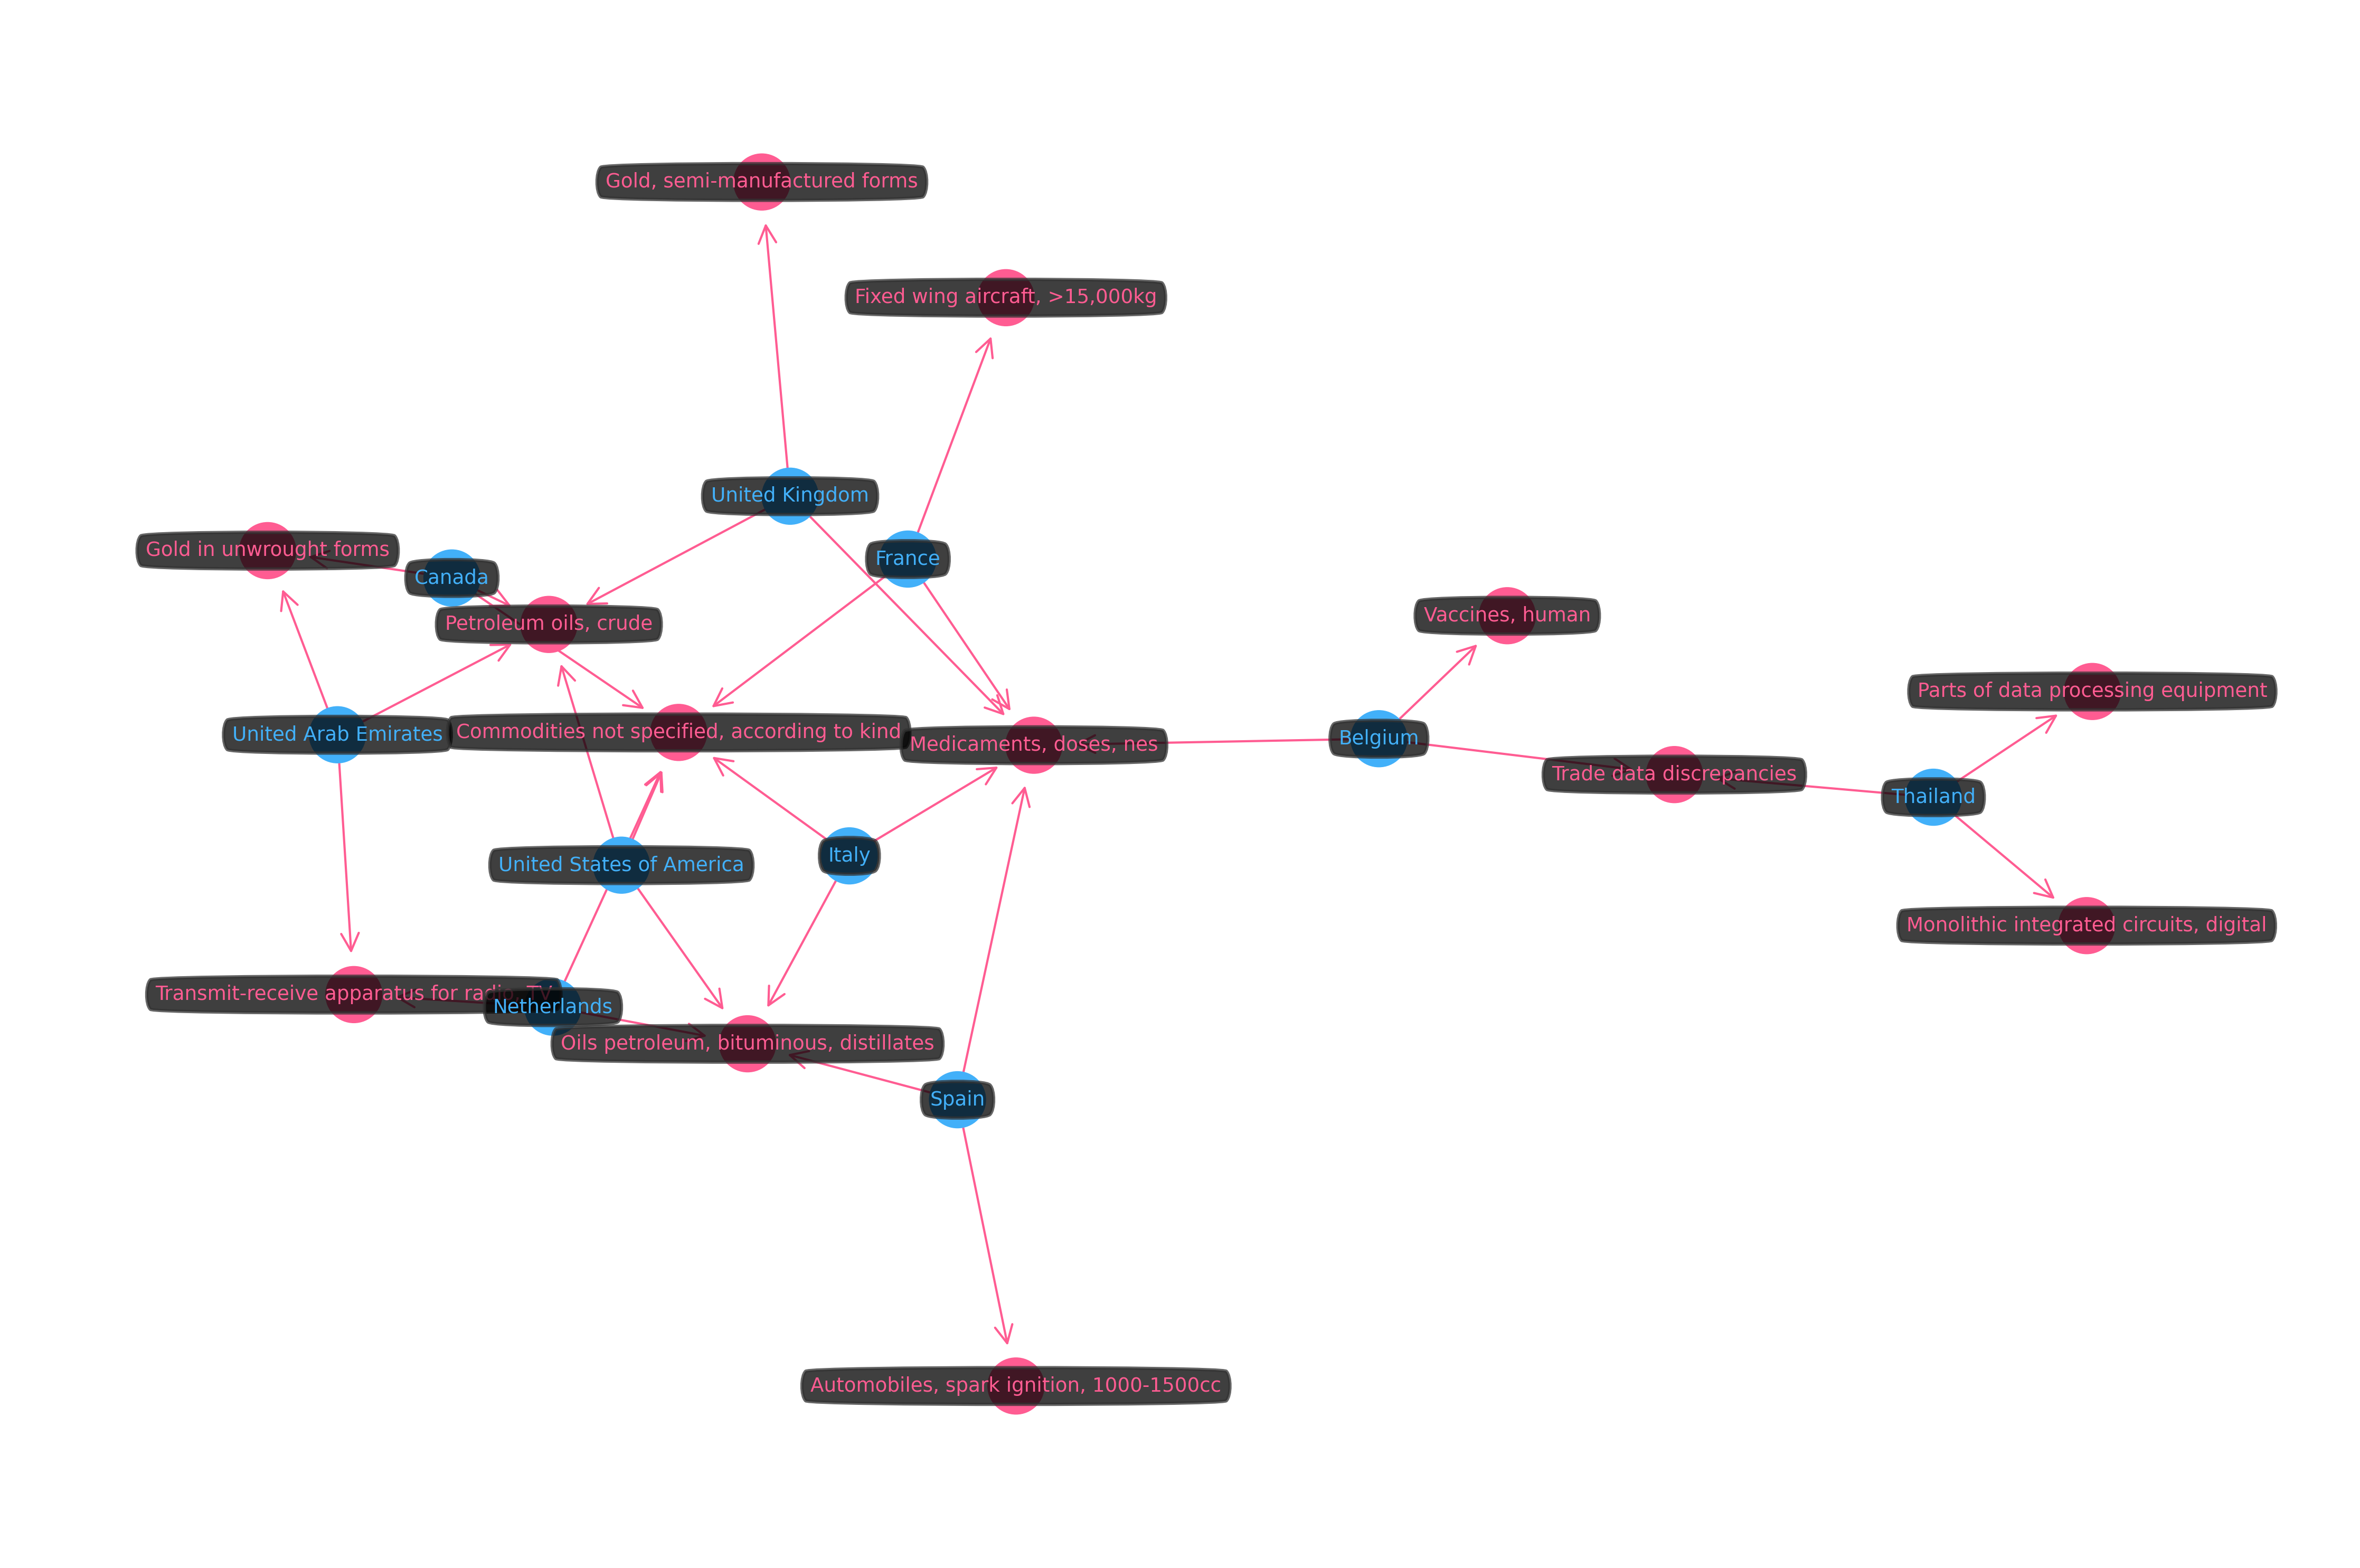 Gold, semi-manufactured forms
Fixed wing aircraft, >15,000kg
United Kingdom
Gold in unwrought forms
France
Canada
Petroleum oils, crude
Vaccines, human
Parts of data processing equipment
United Arab Emirates
Commodities not specified, according to kind
Medicaments, doses, nes
Belgium
Trade data discrepancies
Thailand
United States of America
Italy
Monolithic integrated circuits, digital
Transmit-receive apparatus for radio, TV
Netherlands
Oils petroleum, bituminous, distillates
Spain
Automobiles, spark ignition, 1000-1500cc